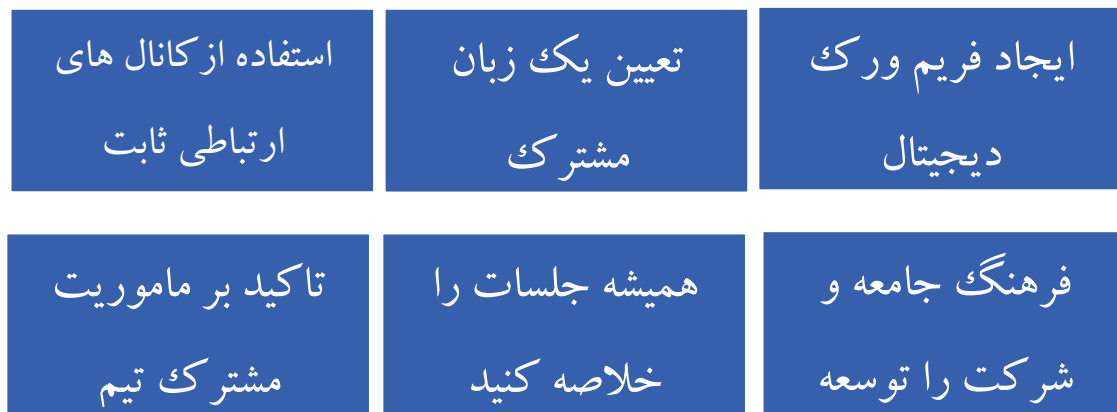 ایجاد فریم ورک
دیجیتال
تعیین یک زبان
مشترک
استفاده از کانال های
ارتباطی ثابت
فرهنگ جامعه و
شرکت را توسعه
همیشه جلسات را
خلاصه کنید
تاکید بر ماموریت
مشترک تیم